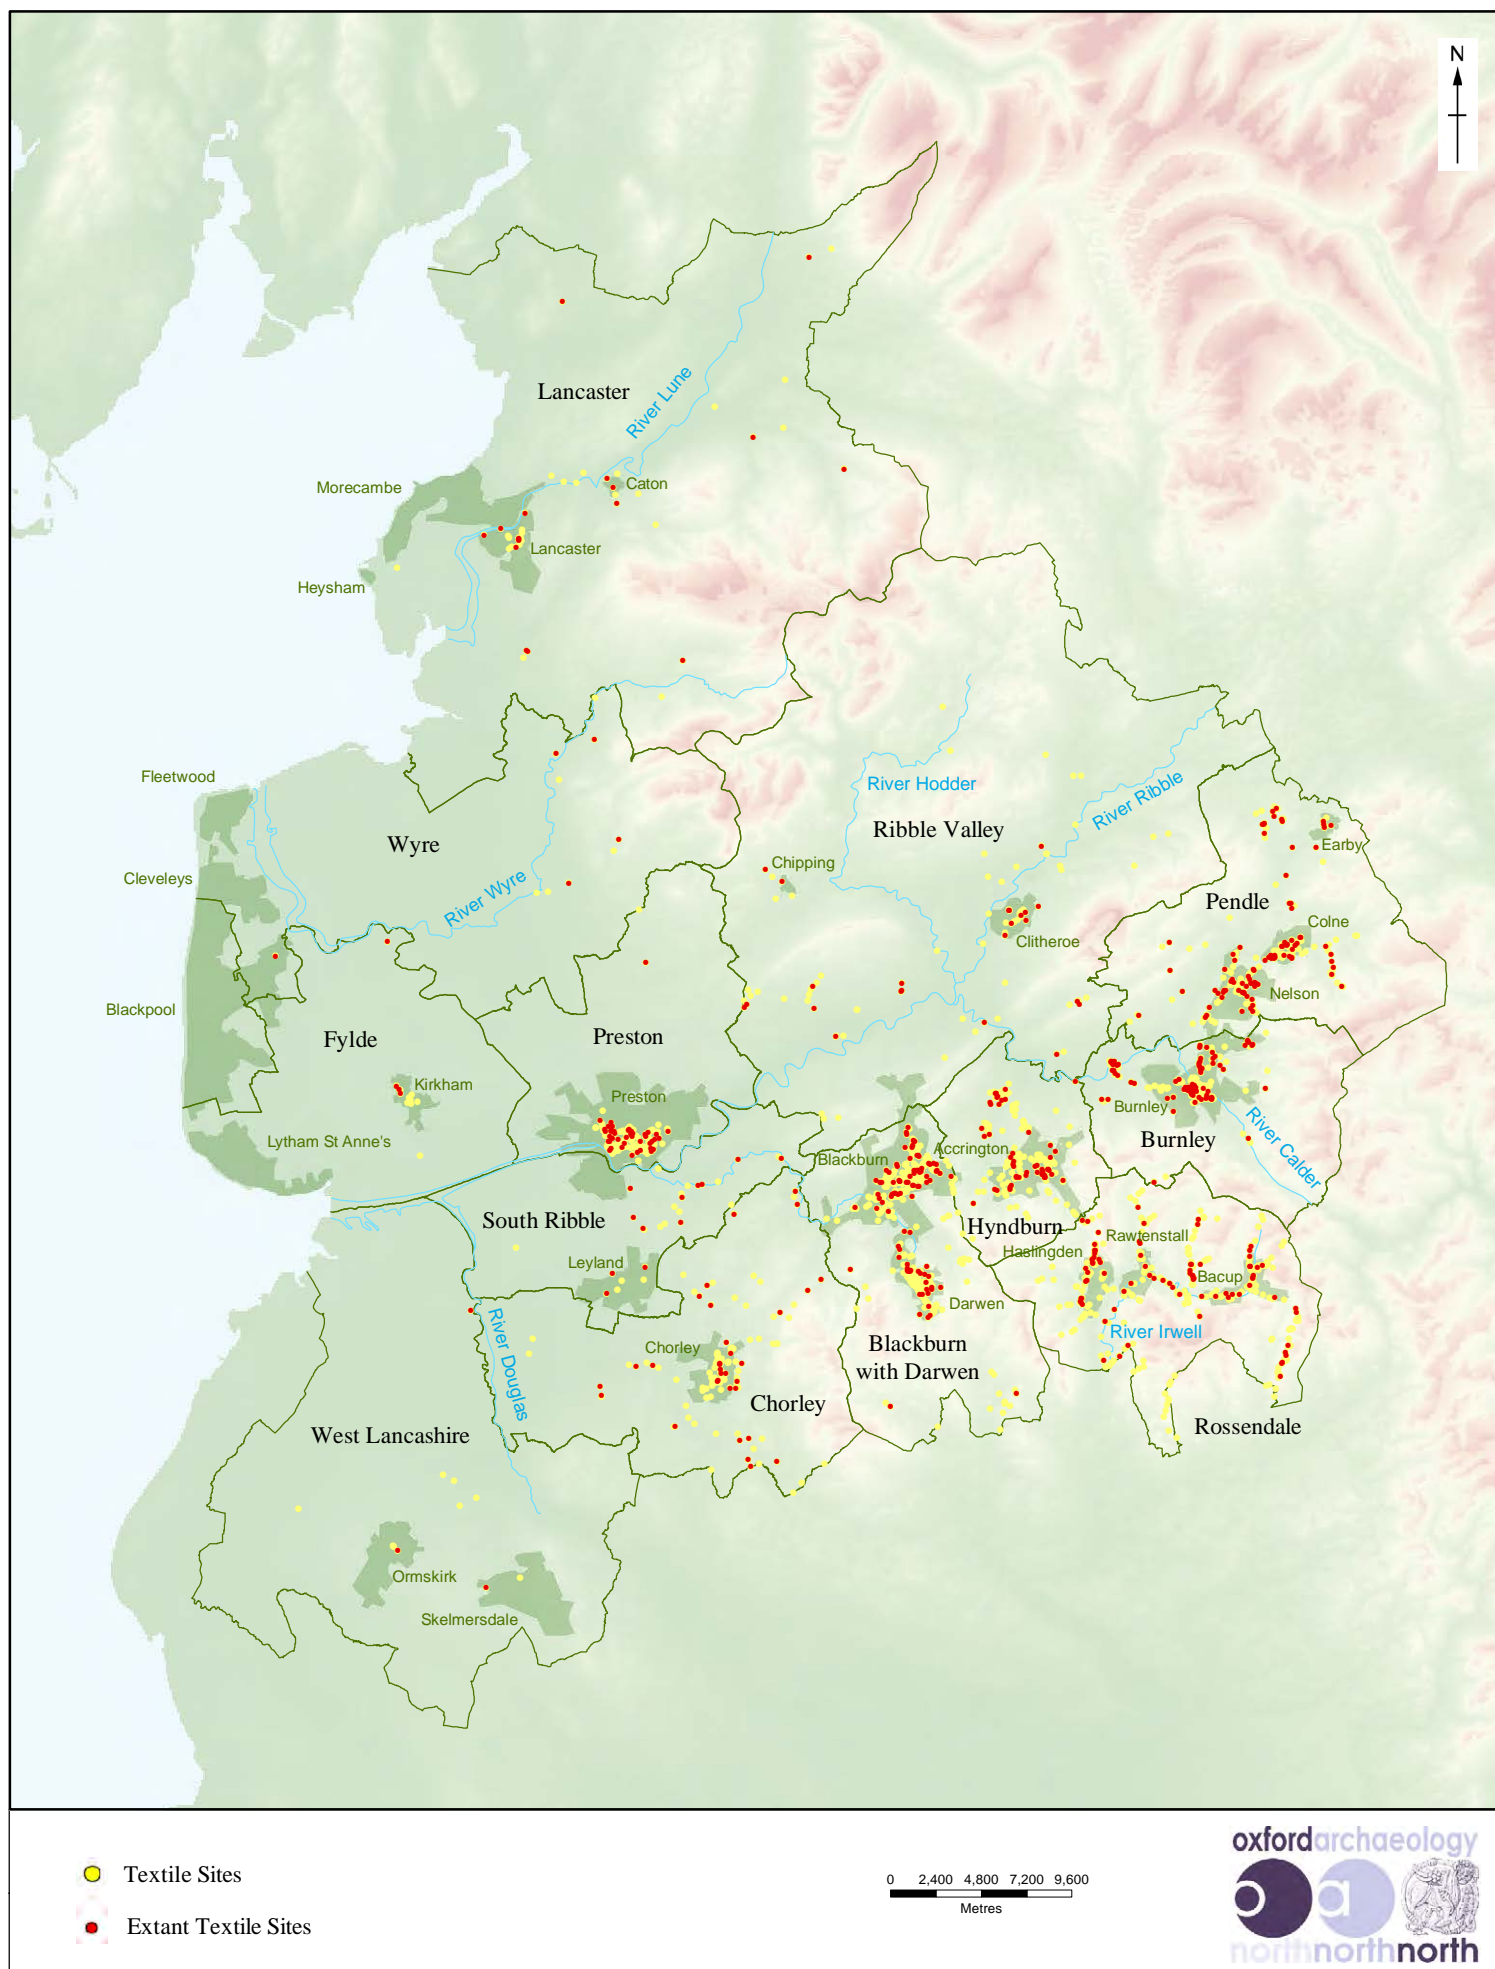 N
Lancaster
River Lune
Morecambe
Caton
Lancaster
Heysham
Fleetwood
River Hodder
River Ribble
Ribble Valley
Wyre
Earby
Chipping
Cleveleys
River Wyre
Pendle
Colne
Clitheroe
Nelson
Blackpool
Fylde
Preston
Kirkham
Preston
Burnley
Burnley
River Calder
Lytham St Anne's
Blackburn
Accrington
South Ribble
Hyndburn
Rawtenstall
Haslingden
Leyland
Bacup
Darwen
River Irwell
River Douglas
Chorley
Blackburn
with Darwen
Chorley
Rossendale
West Lancashire
Ormskirk
Skelmersdale
Textile Sites
Extant Textile Sites
0 2,400 4,800 7,200 9,600
Metres
oxfordarchaeology
oa
northnorthnorth